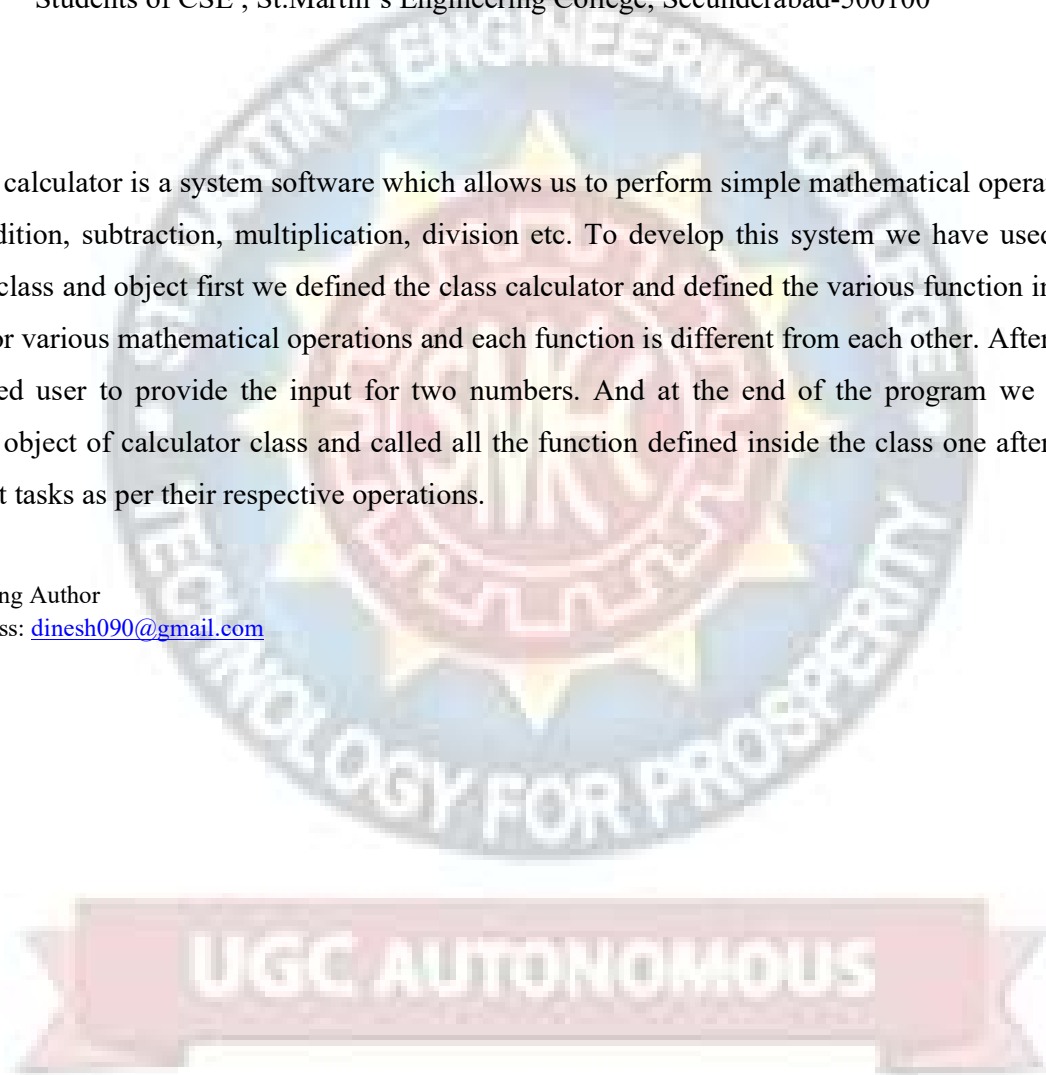 Students of CSE , St.Martin's Engineering College, Secunderabad-500100
calculator is a system software which allows us to perform simple mathematical opera
dition, subtraction, multiplication, division etc. To develop this system we have used
class and object first we defined the class calculator and defined the various function in
or various mathematical operations and each function is different from each other. After
ed user to provide the input for two numbers. And at the end of the program we
object of calculator class and called all the function defined inside the class one after
t tasks as per their respective operations.
ng Author
ss: dinesh090@gmail.com
ST.MARTIN'S ENGINEERING COLLEGE
SMEC
TECHNOLOGY FOR PROSPERITY
UGC AUTONOMOUS